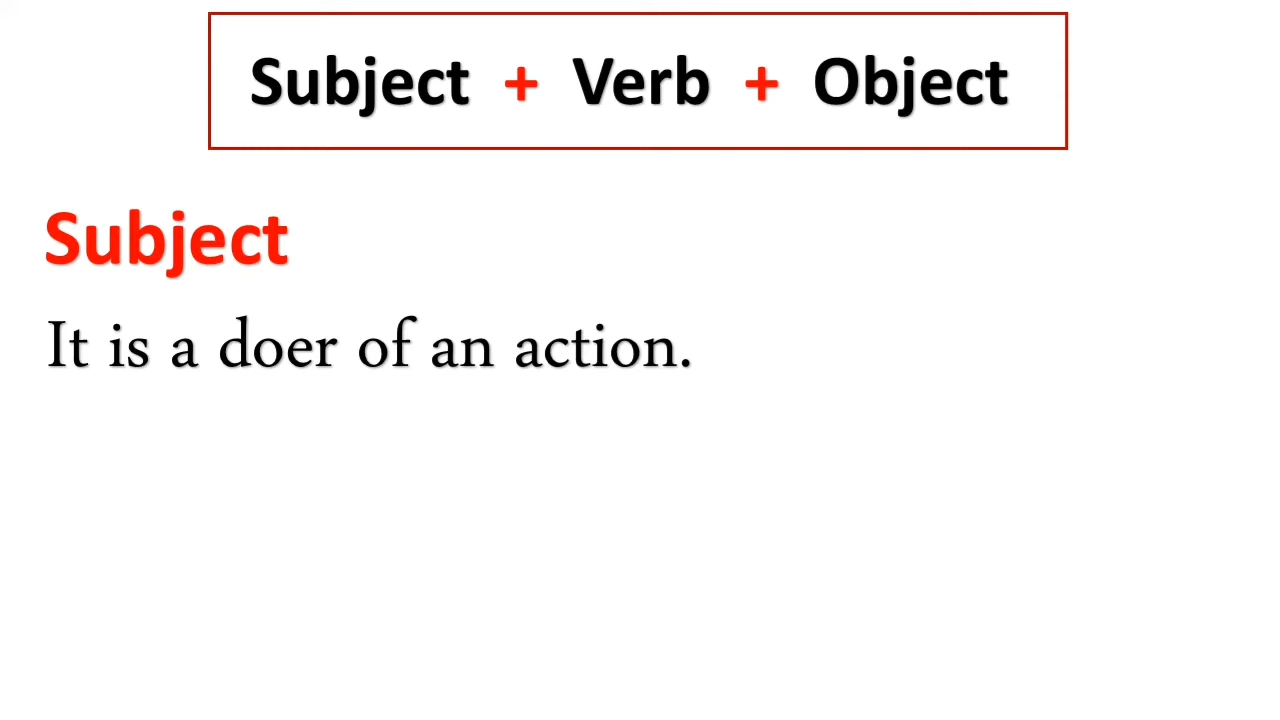 Subject + Verb + Object
Subject
It is a doer of an action.